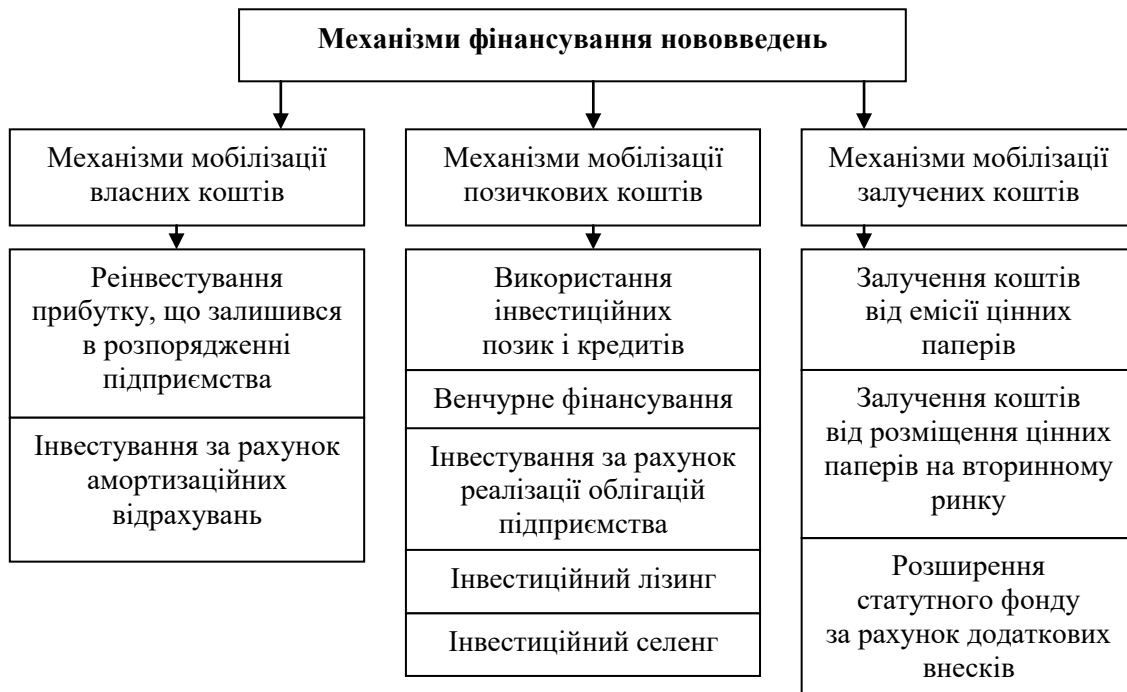 Механізми фінансування нововведень
Механізми мобілізації
власних коштів
Реінвестування
прибутку, що залишився
в розпорядженні
підприємства
Інвестування за рахунок
амортизаційних
відрахувань
Механізми мобілізації
позичкових коштів
Використання
інвестиційних
позик і кредитів
Венчурне фінансування
Інвестування за рахунок
реалізації облігацій
підприємства
Інвестиційний лізинг
Інвестиційний селенг
Механізми мобілізації
залучених коштів
Залучення коштів
від емісії цінних
паперів
Залучення коштів
від розміщення цінних
паперів на вторинному
ринку
Розширення
статутного фонду
за рахунок додаткових
внесків